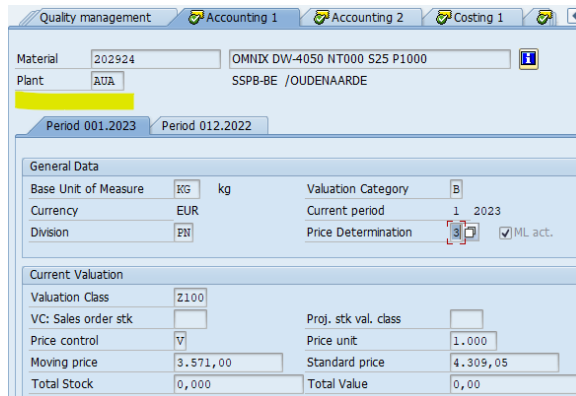 Quality management Accounting 1 Accounting 2 Costing 1
Material 202924 OMNIX DW-4050 NT000 S25 P1000
Plant AUA SSPB-BE /OUDENAARDE
Period 001.2023 Period 012.2022
General Data
Base Unit of Measure KG kg Valuation Category B
Currency EUR Current period 1 2023
Division PN Price Determination 3 ML act.
Current Valuation
Valuation Class Z100
VC: Sales order stk Proj. stk val. class
Price control V Price unit 1.000
Moving price 3.571,00 Standard price 4.309,05
Total Stock 0,000 Total Value 0,00